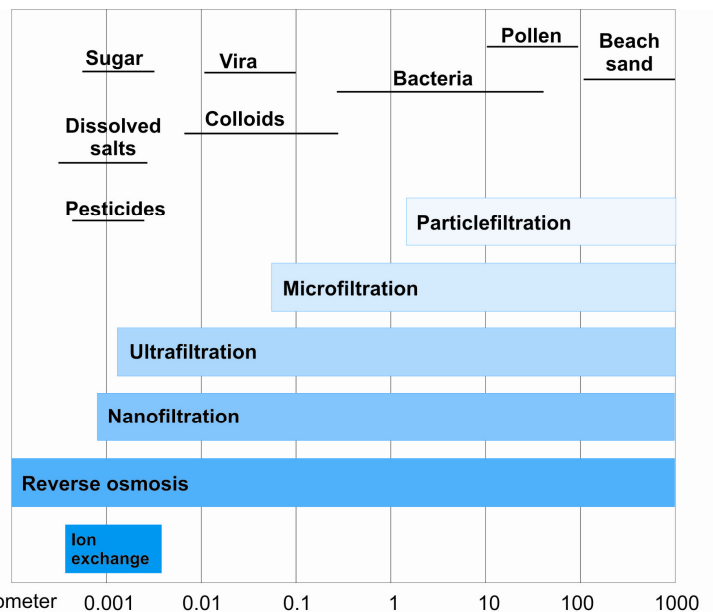 Pollen
Sugar
Vira
Beach
sand
Bacteria
Dissolved
salts
Colloids
Pesticides
Particlefiltration
Microfiltration
Ultrafiltration
Nanofiltration
Reverse osmosis
Ion
exchange
ometer 0.001 0.01 0.1 1 10 100 1000